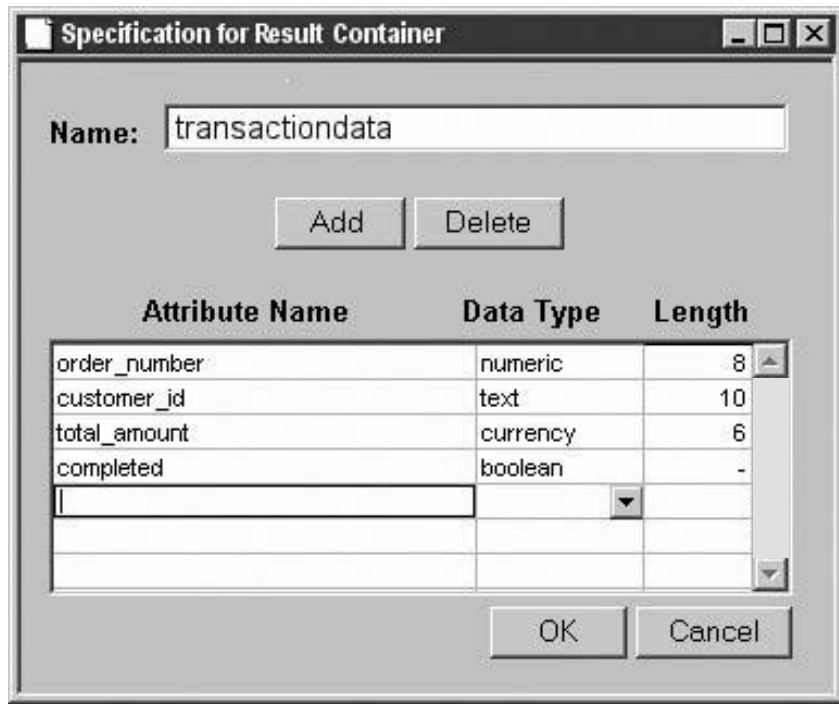 Specification for Result Container
Name: transactiondata
Add Delete
Attribute Name Data Type Length
order_number numeric 8
customer_id text 10
total_amount currency 6
completed boolean -
OK Cancel